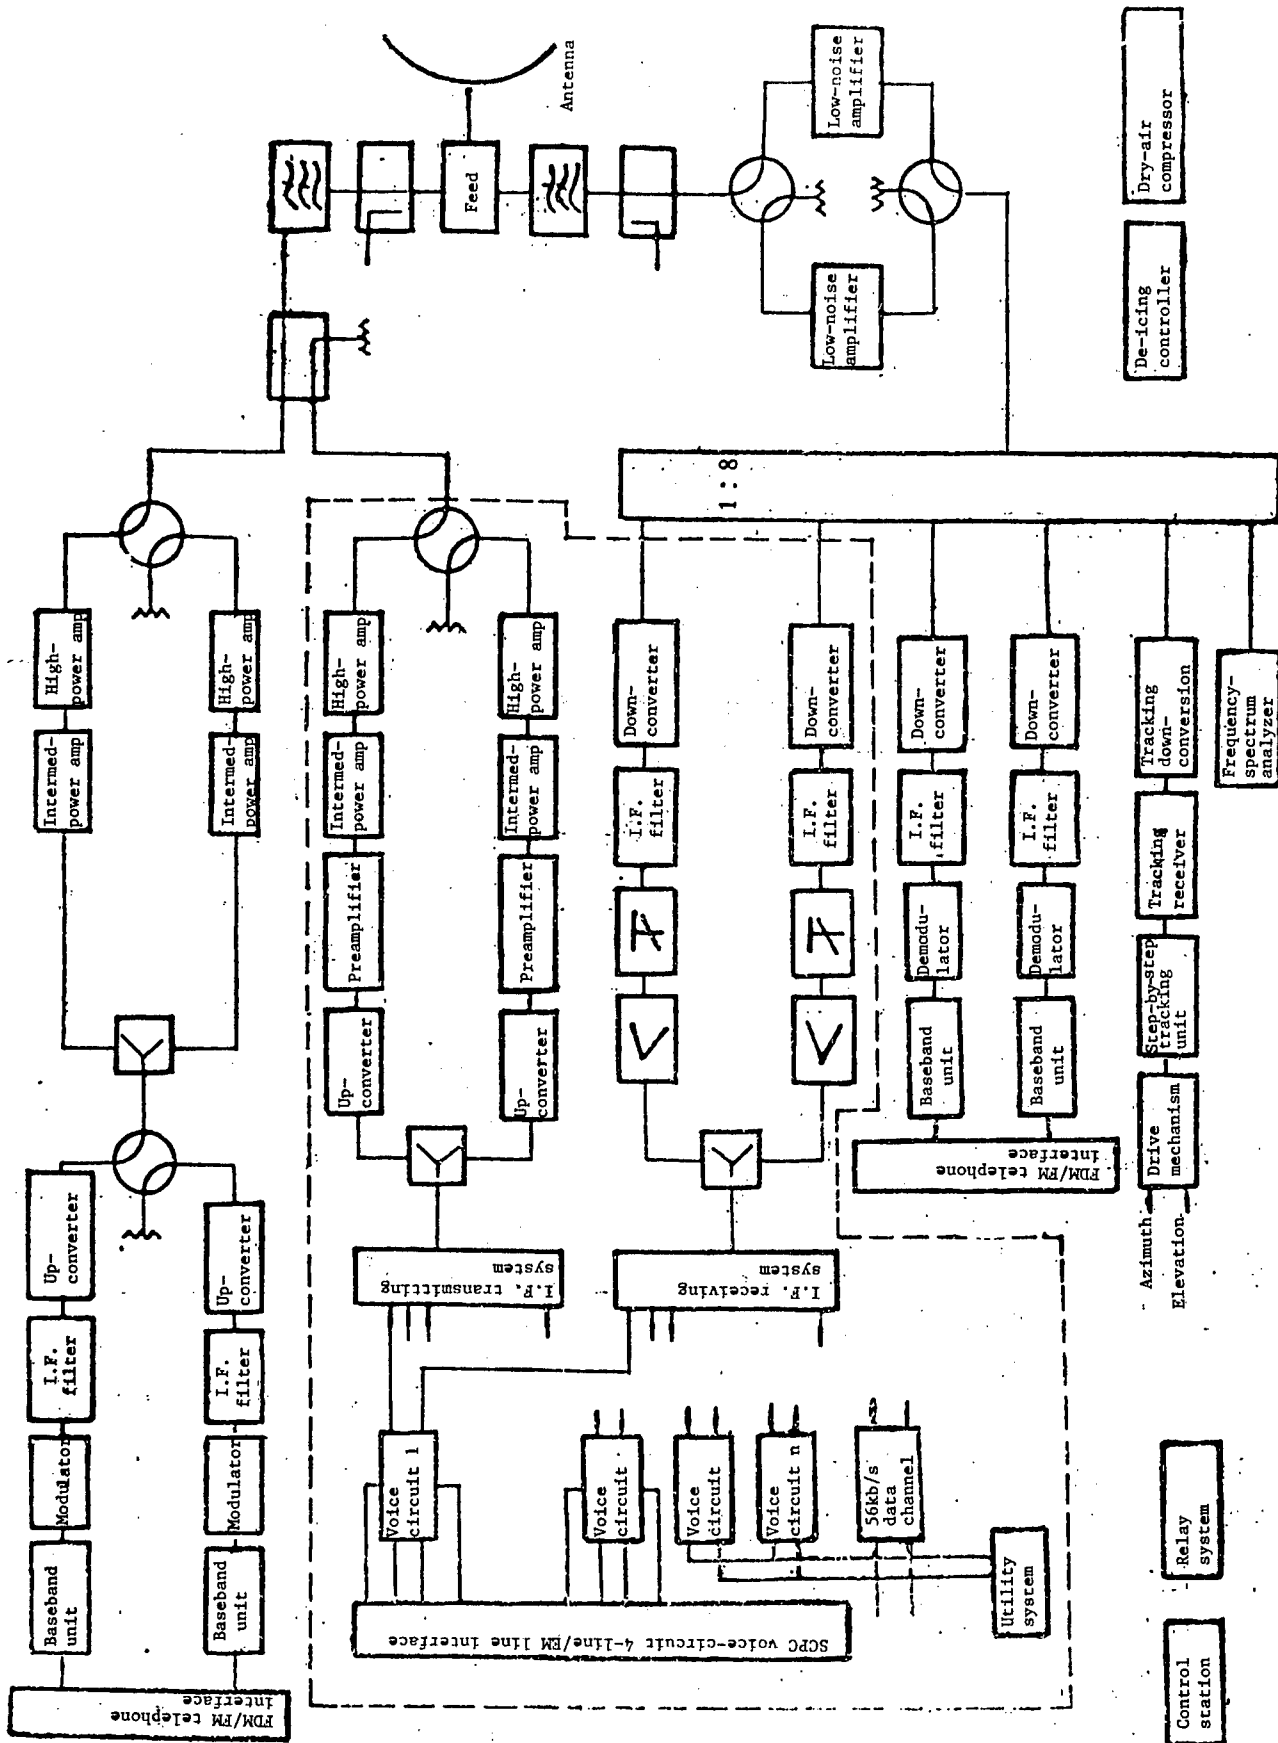 FDM/FM telephone
interface
Baseband
unit
Modulator
I.F.
filter
Up-
converter
Baseband
unit
Modulator
I.F.
filter
Up-
converter
Intermed-
power amp
High-
power amp
Intermed-
power amp
High-
power amp
Feed
Antenna
SCPC voice-circuit 4-line/EM line interface
Voice
circuit 1
Voice
circuit
Voice
circuit
Voice
circuit n
56kb/s
data
channel
Utility
system
I.F. transmitting
system
I.F. receiving
system
Up-
converter
Preamplifier
Intermed-
power amp
High-
power amp
Up-
converter
Preamplifier
Intermed-
power amp
High-
power amp
I.F.
filter
Down-
converter
I.F.
filter
Down-
converter
1 : 8
Low-noise
amplifier
Low-noise
amplifier
FDM/FM telephone
interface
Baseband
unit
Demodu-
lator
I.F.
filter
Down-
converter
Baseband
unit
Demodu-
lator
I.F.
filter
Down-
converter
Azimuth
Elevation
Drive
mechanism
Step-by-step
tracking
unit
Tracking
receiver
Tracking
down-
conversion
Frequency-
spectrum
analyzer
Control
station
Relay
system
De-icing
controller
Dry-air
compressor